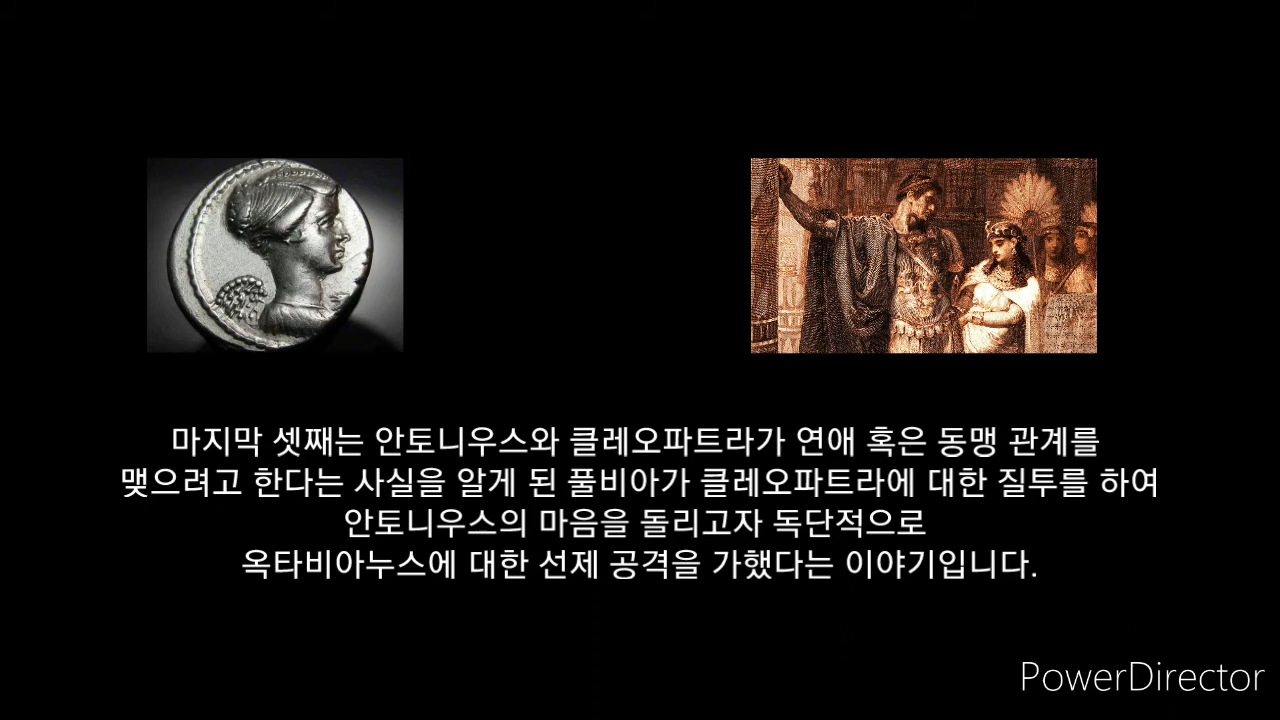 마지막 셋째는 안토니우스와 클레오파트라가 연애 혹은 동맹 관계를
맺으려고 한다는 사실을 알게 된 풀비아가 클레오파트라에 대한 질투를 하여
안토니우스의 마음을 돌리고자 독단적으로
옥타비아누스에 대한 선제 공격을 가했다는 이야기입니다.
PowerDirector